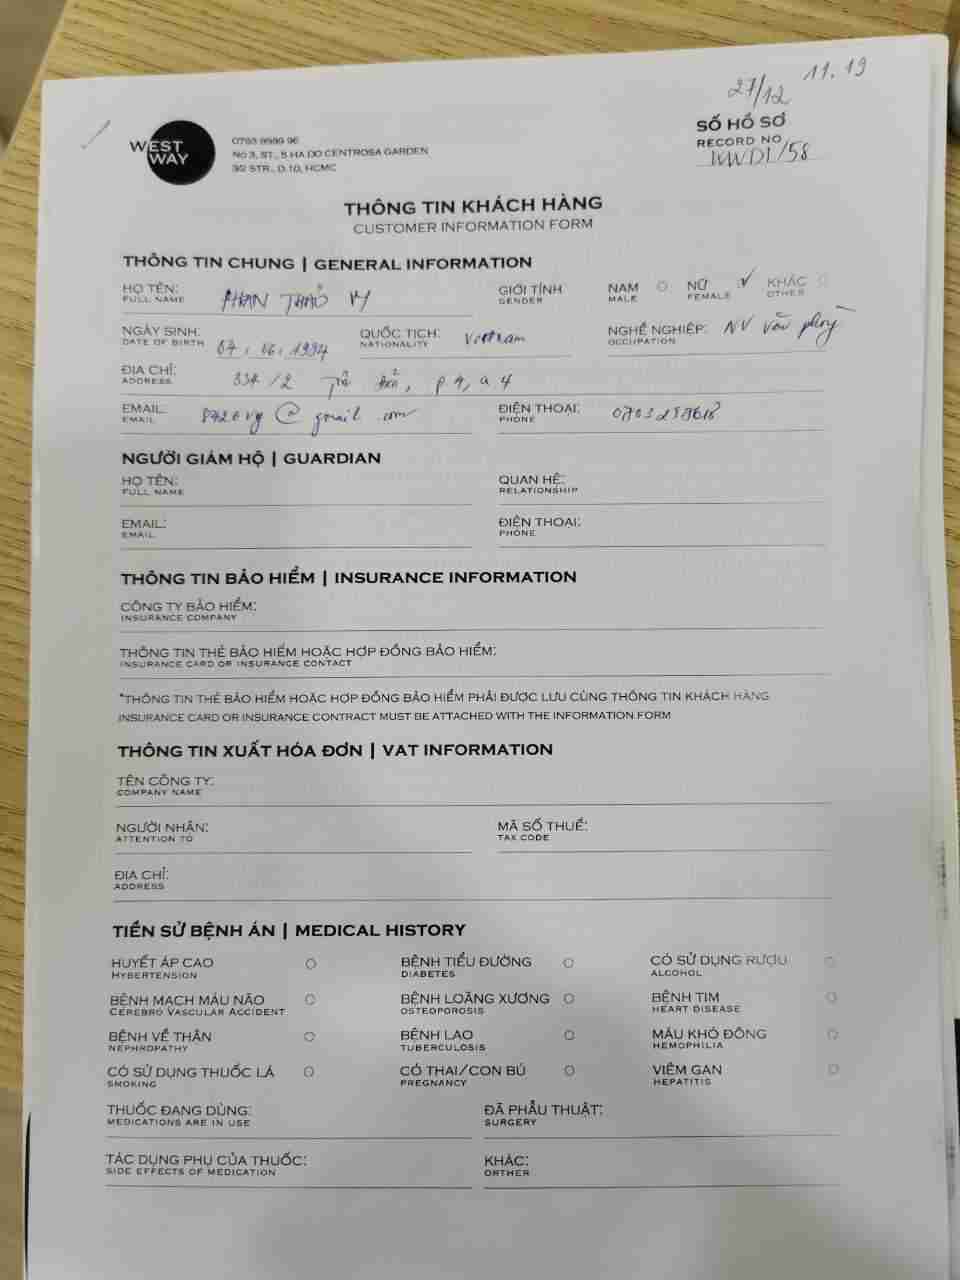 27/12 11.19
WEST WAY
0793 9989 96
NO 3, ST., 5 HA DO CENTROSA GARDEN
3/2 STR., D.10, HCMC
SỐ HỒ SƠ
RECORD NO
WWD1/58
THÔNG TIN KHÁCH HÀNG
CUSTOMER INFORMATION FORM
THÔNG TIN CHUNG | GENERAL INFORMATION
HỌ TÊN: PHAN THẢO VY GIỚI TÍNH NAM NỮ ✓ KHÁC
FULL NAME GENDER MALE FEMALE OTHER
NGÀY SINH: 04.06.1994 QUỐC TỊCH: Vietnam NGHỀ NGHIỆP: NV văn phòng
DATE OF BIRTH NATIONALITY OCCUPATION
ĐỊA CHỈ: 334/2 p 4, q 4
ADDRESS
EMAIL: @gmail.com ĐIỆN THOẠI:
EMAIL PHONE
NGƯỜI GIÁM HỘ | GUARDIAN
HỌ TÊN: QUAN HỆ:
FULL NAME RELATIONSHIP
EMAIL: ĐIỆN THOẠI:
EMAIL PHONE
THÔNG TIN BẢO HIỂM | INSURANCE INFORMATION
CÔNG TY BẢO HIỂM:
INSURANCE COMPANY
THÔNG TIN THẺ BẢO HIỂM HOẶC HỢP ĐỒNG BẢO HIỂM:
INSURANCE CARD OR INSURANCE CONTACT
*THÔNG TIN THẺ BẢO HIỂM HOẶC HỢP ĐỒNG BẢO HIỂM PHẢI ĐƯỢC LƯU CÙNG THÔNG TIN KHÁCH HÀNG
INSURANCE CARD OR INSURANCE CONTRACT MUST BE ATTACHED WITH THE INFORMATION FORM
THÔNG TIN XUẤT HÓA ĐƠN | VAT INFORMATION
TÊN CÔNG TY:
COMPANY NAME
NGƯỜI NHẬN: MÃ SỐ THUẾ:
ATTENTION TO TAX CODE
ĐỊA CHỈ:
ADDRESS
TIỀN SỬ BỆNH ÁN | MEDICAL HISTORY
HUYẾT ÁP CAO BỆNH TIỂU ĐƯỜNG CÓ SỬ DỤNG RƯỢU
HYBERTENSION DIABETES ALCOHOL
BỆNH MẠCH MÁU NÃO BỆNH LOÃNG XƯƠNG BỆNH TIM
CEREBRO VASCULAR ACCIDENT OSTEOPOROSIS HEART DISEASE
BỆNH VỀ THẬN BỆNH LAO MÁU KHÓ ĐÔNG
NEPHROPATHY TUBERCULOSIS HEMOPHILIA
CÓ SỬ DỤNG THUỐC LÁ CÓ THAI/CON BÚ VIÊM GAN
SMOKING PREGNANCY HEPATITIS
THUỐC ĐANG DÙNG: ĐÃ PHẪU THUẬT:
MEDICATIONS ARE IN USE SURGERY
TÁC DỤNG PHỤ CỦA THUỐC: KHÁC:
SIDE EFFECTS OF MEDICATION ORTHER